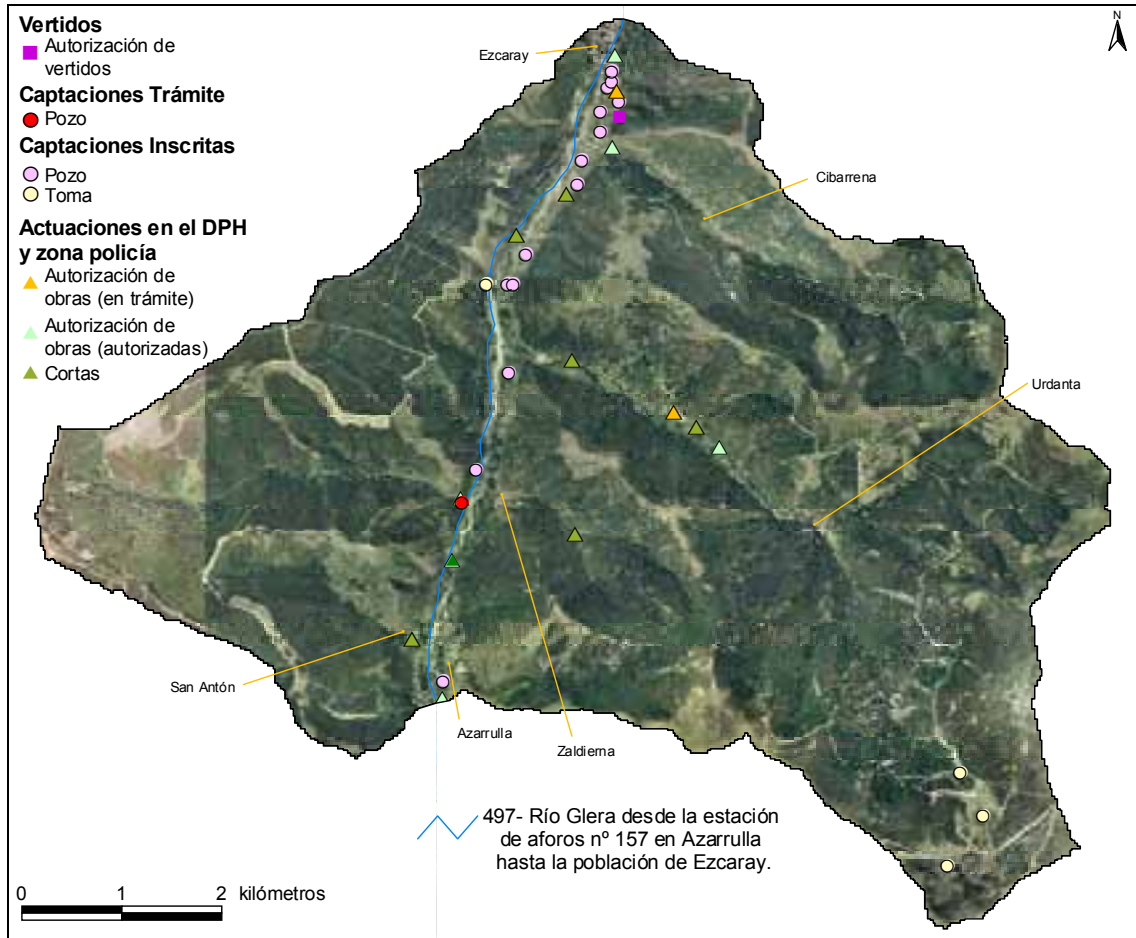 Vertidos
Autorización de
vertidos
Captaciones Trámite
Pozo
Captaciones Inscritas
Pozo
Toma
Actuaciones en el DPH
y zona policía
Autorización de
obras (en trámite)
Autorización de
obras (autorizadas)
Cortas
N
Ezcaray
Cibarrena
Urdanta
San Antón
Azarrulla
Zaldierna
497- Río Glera desde la estación
de aforos nº 157 en Azarrulla
hasta la población de Ezcaray.
0 1 2 kilómetros